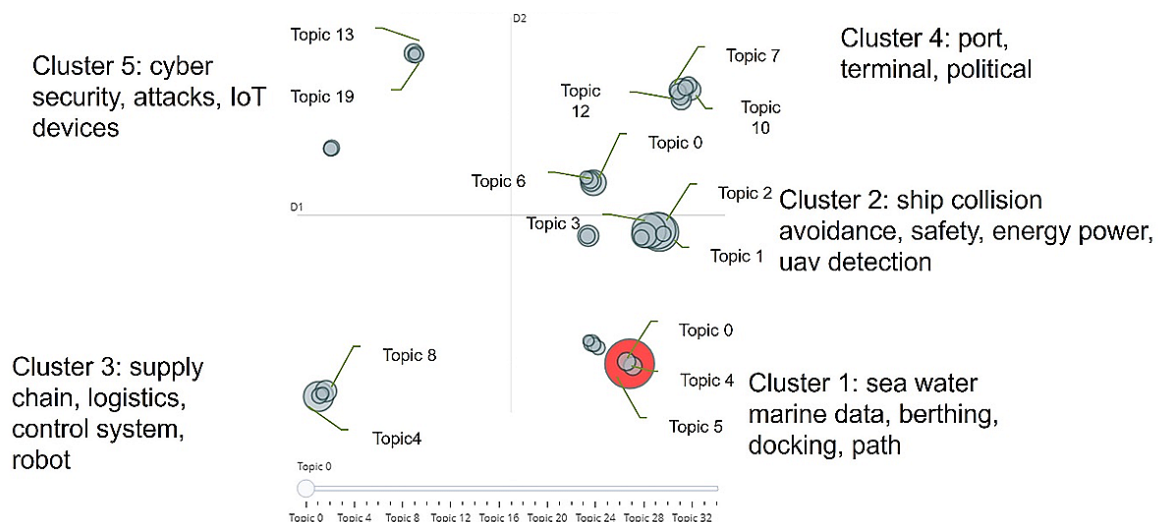 D2
Topic 13
Topic 19
Cluster 5: cyber
security, attacks, IoT
devices
Cluster 4: port,
terminal, political
Topic 7
Topic
12
Topic
10
Topic 0
Topic 6
D1
Topic 2
Topic 3
Topic 1
Cluster 2: ship collision
avoidance, safety, energy power,
uav detection
Topic 0
Topic 4
Topic 5
Cluster 1: sea water
marine data, berthing,
docking, path
Cluster 3: supply
chain, logistics,
control system,
robot
Topic 8
Topic4
Topic 0
Topic 0 Topic 4 Topic 8 Topic 12 Topic 16 Topic 20 Topic 24 Topic 28 Topic 32